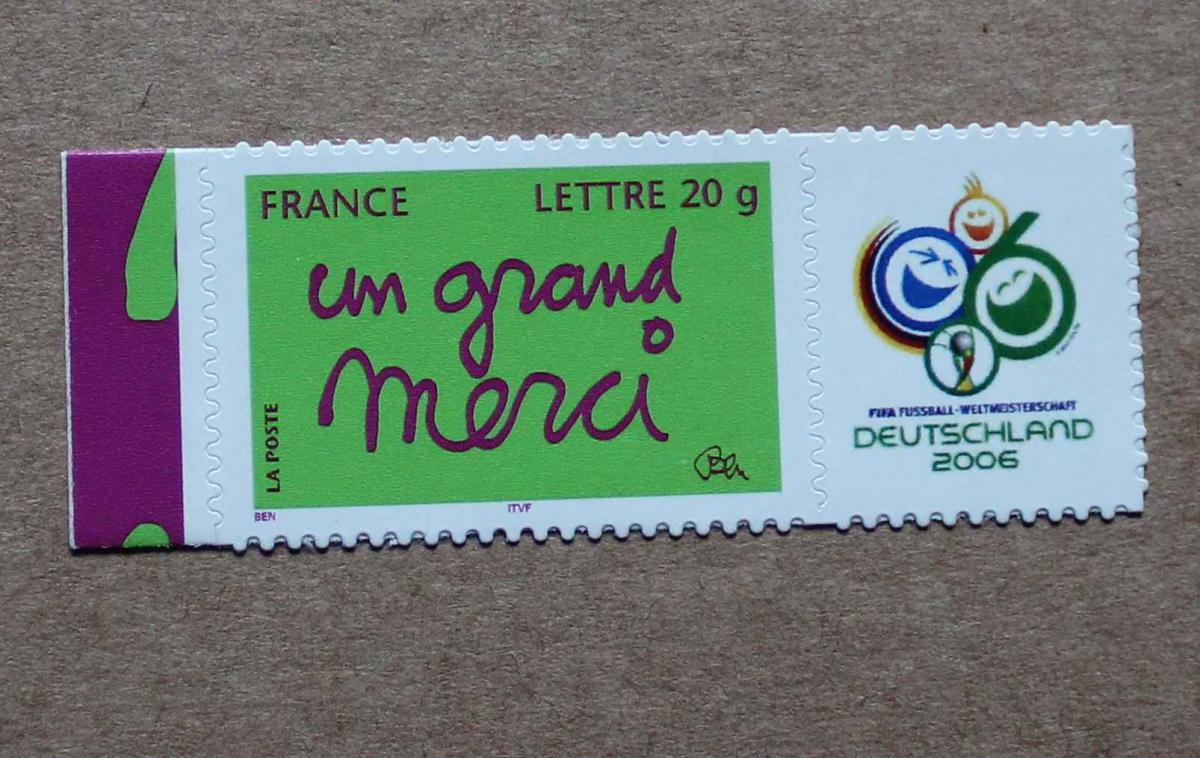 FRANCE LETTRE 20 g
un grand
merci
LA POSTE
Ben
BEN ITVF
FIFA FUSSBALL-WELTMEISTERSCHAFT
DEUTSCHLAND
2006